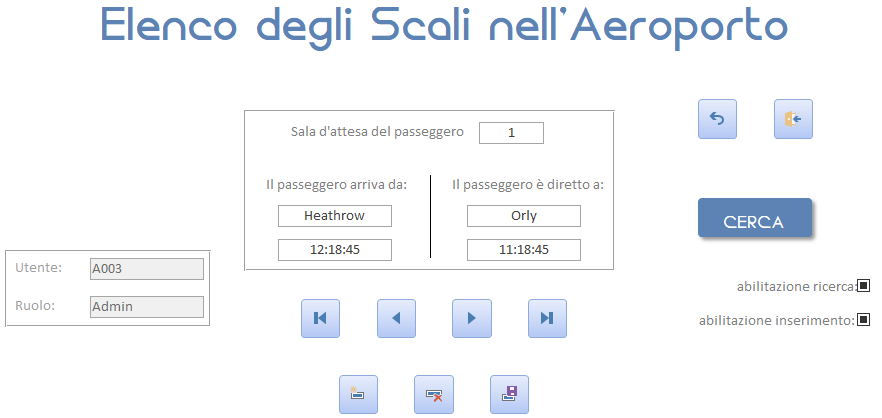 Elenco degli Scali nell'Aeroporto
Sala d'attesa del passeggero 1
Il passeggero arriva da: Il passeggero è diretto a:
Heathrow Orly
12:18:45 11:18:45
CERCA
Utente: A003
Ruolo: Admin
abilitazione ricerca:
abilitazione inserimento: